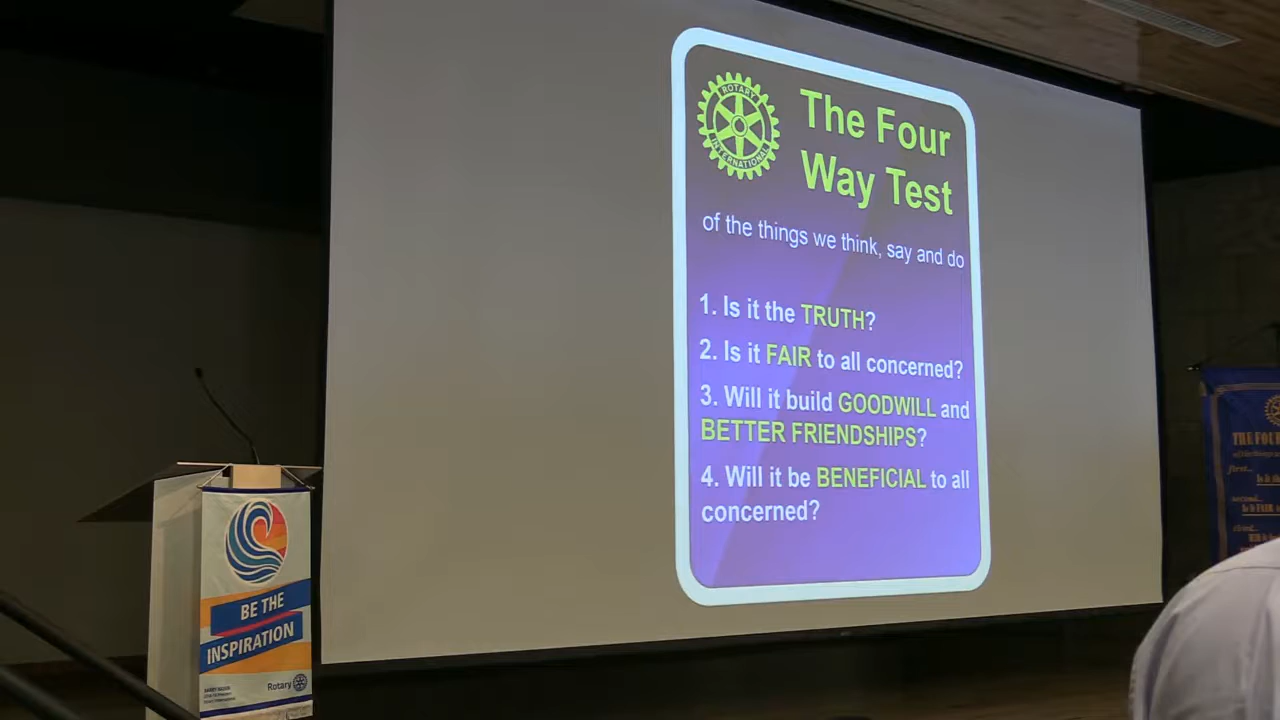 ROTARY
INTERNATIONAL
The Four
Way Test
of the things we think, say and do
1. Is it the TRUTH?
2. Is it FAIR to all concerned?
3. Will it build GOODWILL and
BETTER FRIENDSHIPS?
4. Will it be BENEFICIAL to all
concerned?
BE THE
INSPIRATION
Rotary
THE FOU
first...
second...